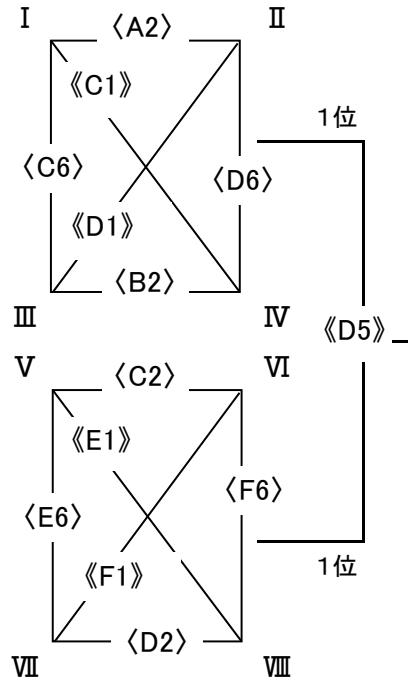 Ⅰ 〈A2〉 Ⅱ
《C1》
1位
〈C6〉 〈D6〉
《D1》
〈B2〉
Ⅲ Ⅳ 《D5》
Ⅴ 〈C2〉 Ⅵ
《E1》
〈E6〉 〈F6〉
《F1》 1位
〈D2〉
Ⅶ Ⅷ